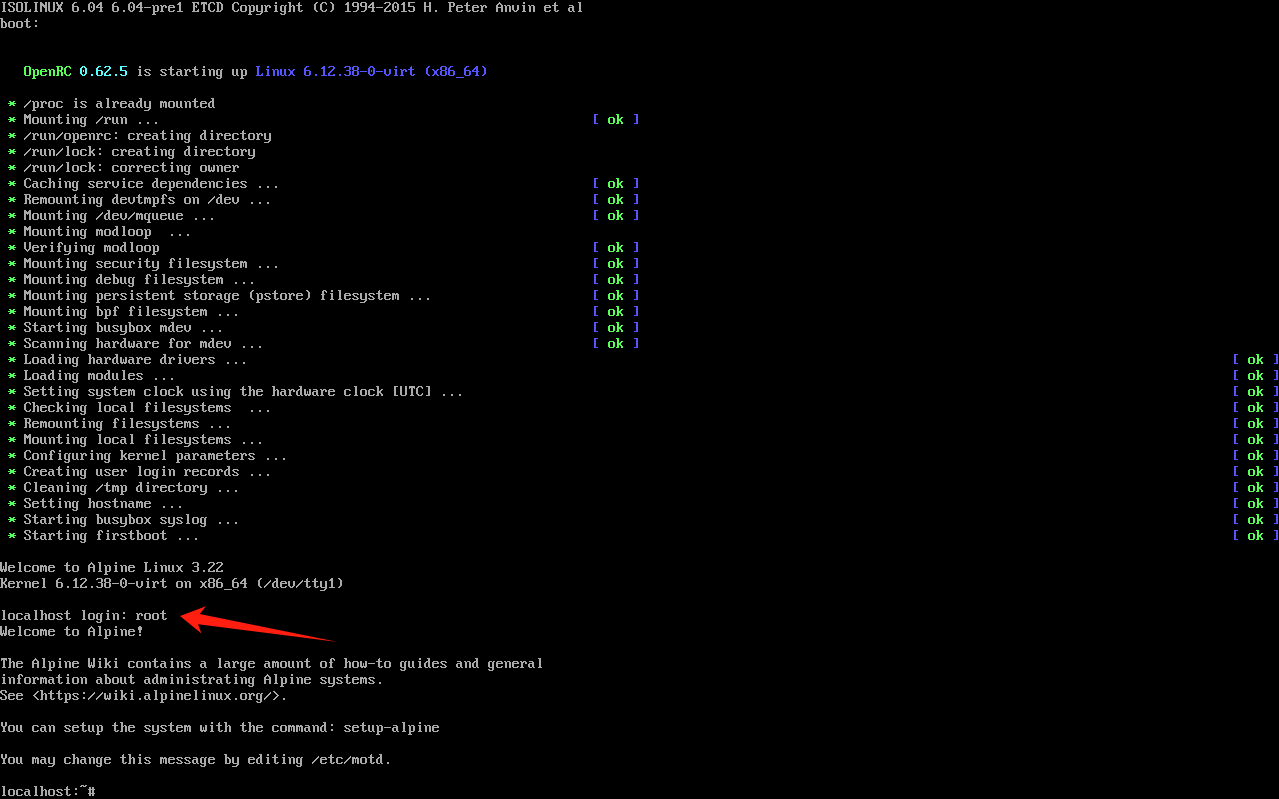 ISOLINUX 6.04 6.04-pre1 ETCD Copyright (C) 1994-2015 H. Peter Anvin et al
boot:
OpenRC 0.62.5 is starting up Linux 6.12.38-0-virt (x86_64)
* /proc is already mounted
* Mounting /run ... [ ok ]
* /run/openrc: creating directory
* /run/lock: creating directory
* /run/lock: correcting owner
* Caching service dependencies ... [ ok ]
* Remounting devtmpfs on /dev ... [ ok ]
* Mounting /dev/mqueue ... [ ok ]
* Mounting modloop ...
* Verifying modloop [ ok ]
* Mounting security filesystem ... [ ok ]
* Mounting debug filesystem ... [ ok ]
* Mounting persistent storage (pstore) filesystem ... [ ok ]
* Mounting bpf filesystem ... [ ok ]
* Starting busybox mdev ... [ ok ]
* Scanning hardware for mdev ... [ ok ]
* Loading hardware drivers ... [ ok ]
* Loading modules ... [ ok ]
* Setting system clock using the hardware clock [UTC] ... [ ok ]
* Checking local filesystems ... [ ok ]
* Remounting filesystems ... [ ok ]
* Mounting local filesystems ... [ ok ]
* Configuring kernel parameters ... [ ok ]
* Creating user login records ... [ ok ]
* Cleaning /tmp directory ... [ ok ]
* Setting hostname ... [ ok ]
* Starting busybox syslog ... [ ok ]
* Starting firstboot ... [ ok ]
Welcome to Alpine Linux 3.22
Kernel 6.12.38-0-virt on x86_64 (/dev/tty1)
localhost login: root
Welcome to Alpine!
The Alpine Wiki contains a large amount of how-to guides and general
information about administrating Alpine systems.
See <https://wiki.alpinelinux.org/>.
You can setup the system with the command: setup-alpine
You may change this message by editing /etc/motd.
localhost:~#